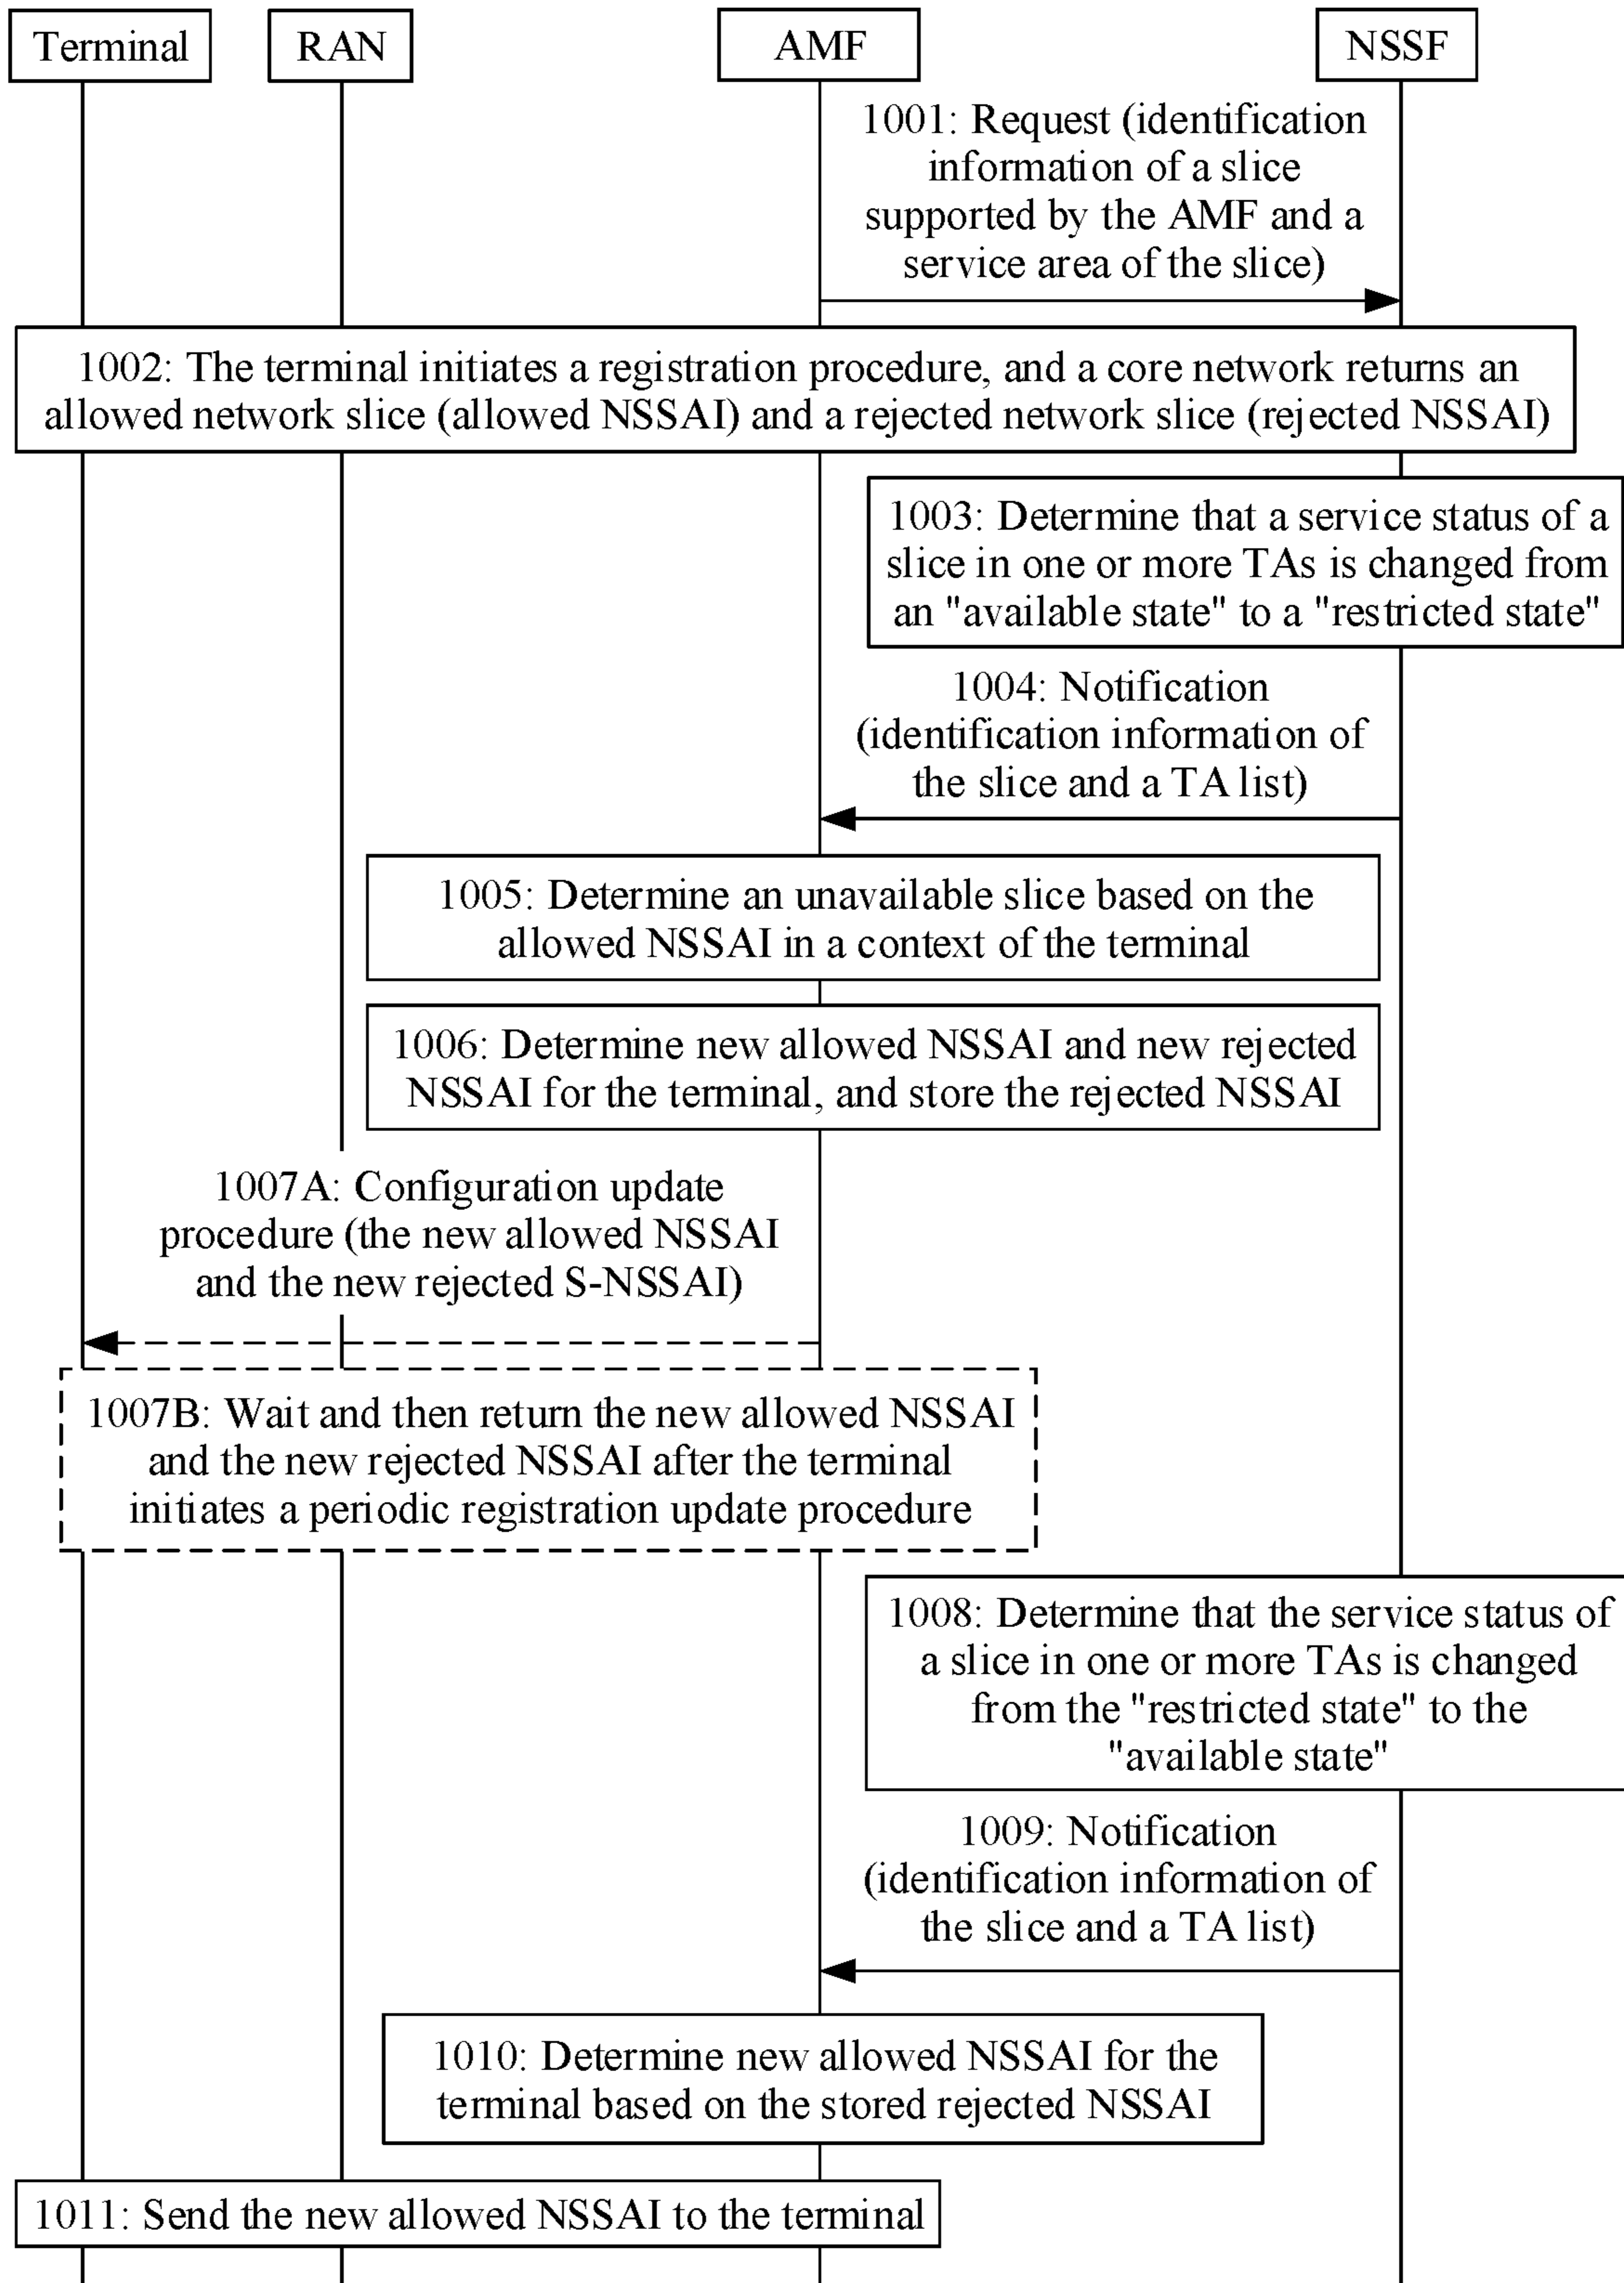 Terminal
RAN
AMF
NSSF
1001: Request (identification
information of a slice
supported by the AMF and a
service area of the slice)
1002: The terminal initiates a registration procedure, and a core network returns an
allowed network slice (allowed NSSAI) and a rejected network slice (rejected NSSAI)
1003: Determine that a service status of a
slice in one or more TAs is changed from
an "available state" to a "restricted state"
1004: Notification
(identification information of
the slice and a TA list)
1005: Determine an unavailable slice based on the
allowed NSSAI in a context of the terminal
1006: Determine new allowed NSSAI and new rejected
NSSAI for the terminal, and store the rejected NSSAI
1007A: Configuration update
procedure (the new allowed NSSAI
and the new rejected S-NSSAI)
1007B: Wait and then return the new allowed NSSAI
and the new rejected NSSAI after the terminal
initiates a periodic registration update procedure
1008: Determine that the service status of
a slice in one or more TAs is changed
from the "restricted state" to the
"available state"
1009: Notification
(identification information of
the slice and a TA list)
1010: Determine new allowed NSSAI for the
terminal based on the stored rejected NSSAI
1011: Send the new allowed NSSAI to the terminal